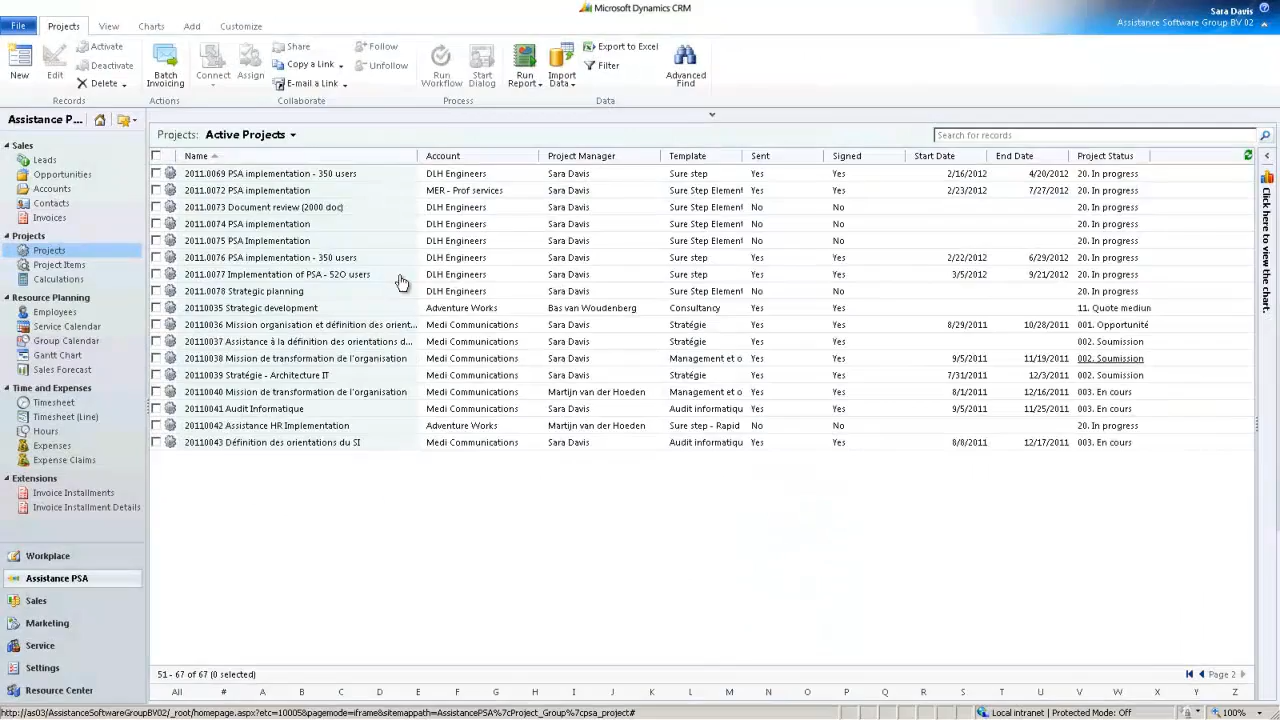 Microsoft Dynamics CRM
Sara Davis
Assistance Software Group BV 02
File Projects View Charts Add Customize
New
Edit
Activate
Deactivate
Delete
Records
Batch Invoicing
Actions
Connect
Assign
Share
Copy a Link
E-mail a Link
Collaborate
Follow
Unfollow
Run Workflow
Start Dialog
Process
Run Report
Import Data
Export to Excel
Filter
Advanced Find
Data
Assistance P...
Sales
Leads
Opportunities
Accounts
Contacts
Invoices
Projects
Projects
Project Items
Calculations
Resource Planning
Employees
Service Calendar
Group Calendar
Gantt Chart
Sales Forecast
Time and Expenses
Timesheet
Timesheet (Line)
Hours
Expenses
Expense Claims
Extensions
Invoice Installments
Invoice Installment Details
Workplace
Assistance PSA
Sales
Marketing
Service
Settings
Resource Center
Projects: Active Projects
Search for records
Name Account Project Manager Template Sent Signed Start Date End Date Project Status
2011.0069 PSA implementation - 350 users DLH Engineers Sara Davis Sure step Yes Yes 2/16/2012 4/20/2012 20. In progress
2011.0072 PSA implementation MER - Prof services Sara Davis Sure Step Element Yes Yes 2/23/2012 7/27/2012 20. In progress
2011.0073 Document review (2000 doc) DLH Engineers Sara Davis Sure Step Element No No 20. In progress
2011.0074 PSA implementation DLH Engineers Sara Davis Sure Step Element No No 20. In progress
2011.0075 PSA Implementation DLH Engineers Sara Davis Sure Step Element No No 20. In progress
2011.0076 PSA implementation - 350 users DLH Engineers Sara Davis Sure step Yes Yes 2/22/2012 6/29/2012 20. In progress
2011.0077 Implementation of PSA - 52O users DLH Engineers Sara Davis Sure step Yes Yes 3/5/2012 9/21/2012 20. In progress
2011.0078 Strategic planning DLH Engineers Sara Davis Sure Step Element No No 20. In progress
20110035 Strategic development Adventure Works Bas van Woudenberg Consultancy Yes Yes 11. Quote medium
20110036 Mission organisation et définition des orient... Medi Communications Sara Davis Stratégie Yes Yes 8/29/2011 10/28/2011 001. Opportunité
20110037 Assistance à la définition des orientations d... Medi Communications Sara Davis Stratégie Yes Yes 002. Soumission
20110038 Mission de transformation de l'organisation Medi Communications Sara Davis Management et o Yes Yes 9/5/2011 11/19/2011 002. Soumission
20110039 Stratégie - Architecture IT Medi Communications Sara Davis Stratégie Yes Yes 7/31/2011 12/3/2011 002. Soumission
20110040 Mission de transformation de l'organisation Medi Communications Martijn van der Hoeden Management et o Yes Yes 8/1/2011 12/16/2011 003. En cours
20110041 Audit Informatique Medi Communications Sara Davis Audit informatiqu Yes Yes 9/5/2011 11/25/2011 003. En cours
20110042 Assistance HR Implementation Adventure Works Martijn van der Hoeden Sure step - Rapid No No 20. In progress
20110043 Définition des orientations du SI Medi Communications Sara Davis Audit informatiqu Yes Yes 8/8/2011 12/17/2011 003. En cours
Click here to view the chart.
51 - 67 of 67 (0 selected)
Page 2
All # A B C D E F G H I J K L M N O P Q R S T U V W X Y Z
http://as03/AssistanceSoftwareGroupBV02/_root/homepage.aspx?etc=10005&pagemode=iframe&sitemappath=AssistancePSA%7cProject_Group%7cpsa_project#
Local intranet | Protected Mode: Off
100%